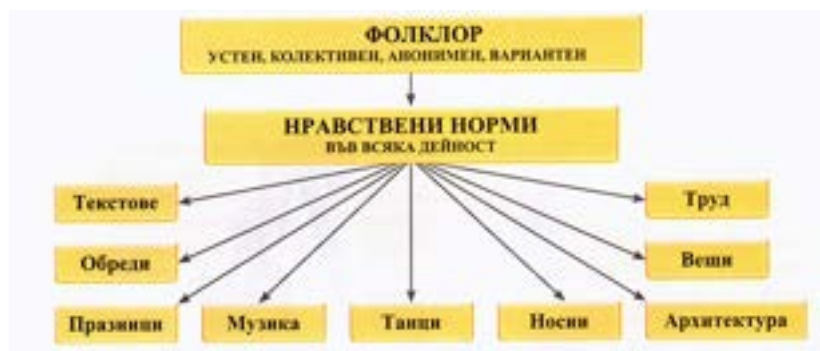 ФОЛКЛОР
УСТЕН, КОЛЕКТИВЕН, АНОНИМЕН, ВАРИАНТЕН
НРАВСТВЕНИ НОРМИ
ВЪВ ВСЯКА ДЕЙНОСТ
Текстове
Труд
Обреди
Вещи
Празници
Музика
Танци
Носии
Архитектура